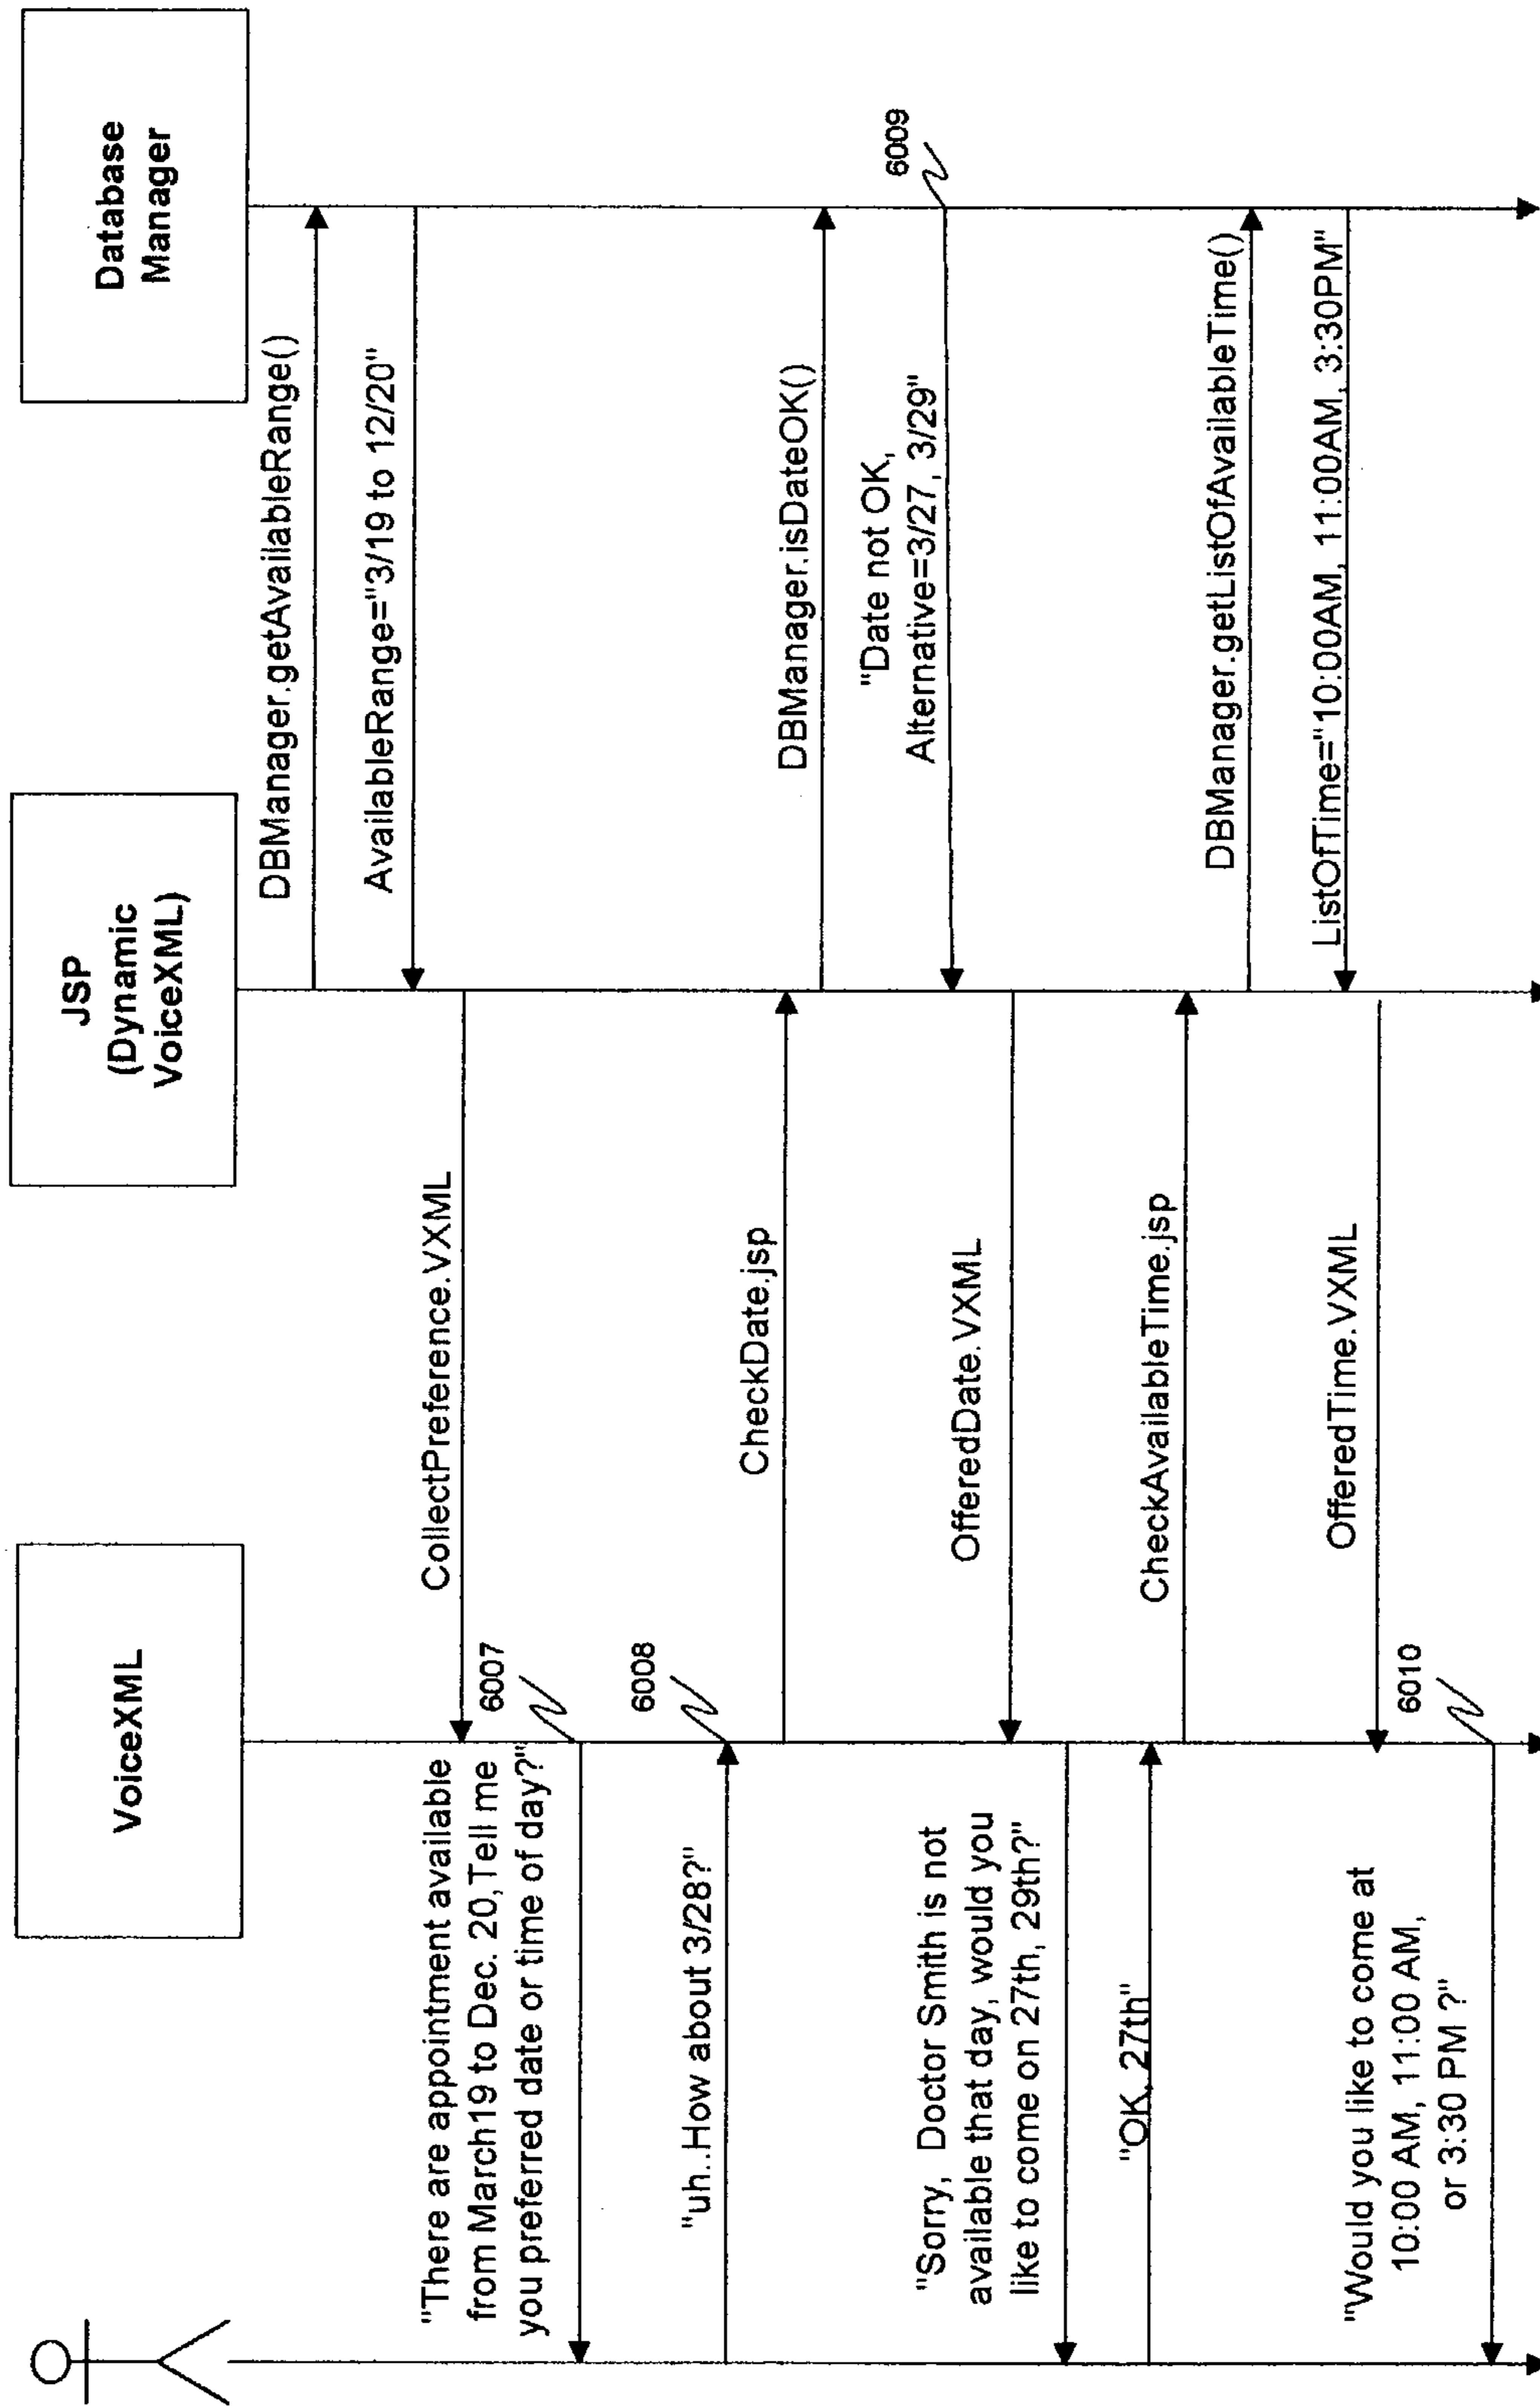 VoiceXML
JSP
(Dynamic
VoiceXML)
Database
Manager
DBManager.getAvailableRange()
AvailableRange="3/19 to 12/20"
CollectPreference.VXML
6007
"There are appointment available
from March19 to Dec. 20,Tell me
you preferred date or time of day?"
6008
"uh..How about 3/28?"
CheckDate.jsp
DBManager.isDateOK()
6009
"Date not OK,
Alternative=3/27, 3/29"
OfferedDate.VXML
"Sorry, Doctor Smith is not
available that day, would you
like to come on 27th, 29th?"
"OK, 27th"
CheckAvailableTime.jsp
DBManager.getListOfAvailableTime()
ListOfTime="10:00AM, 11:00AM, 3:30PM"
OfferedTime.VXML
6010
"Would you like to come at
10:00 AM, 11:00 AM,
or 3:30 PM ?"